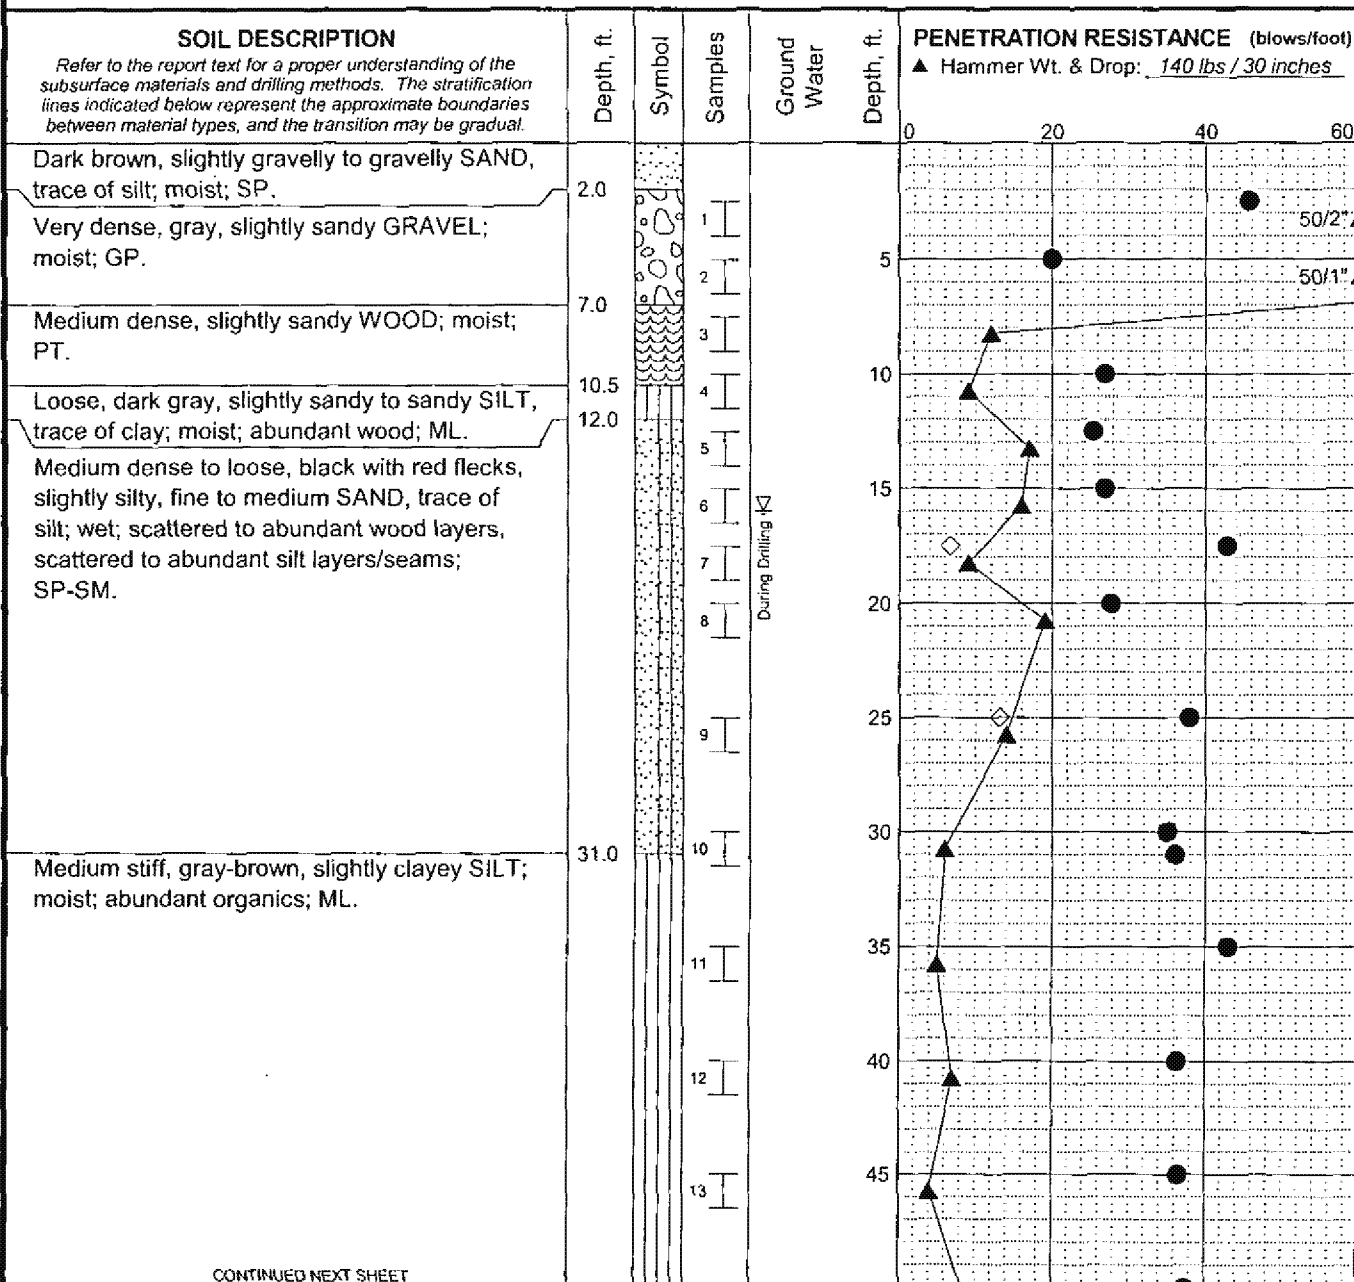 SOIL DESCRIPTION
Refer to the report text for a proper understanding of the
subsurface materials and drilling methods. The stratification
lines indicated below represent the approximate boundaries
between material types, and the transition may be gradual.
Depth, ft.
Symbol
Samples
Ground
Water
Depth, ft.
PENETRATION RESISTANCE (blows/foot)
▲ Hammer Wt. & Drop: 140 lbs / 30 inches
0 20 40 60
Dark brown, slightly gravelly to gravelly SAND,
trace of silt; moist; SP.
2.0
Very dense, gray, slightly sandy GRAVEL;
moist; GP.
7.0
Medium dense, slightly sandy WOOD; moist;
PT.
10.5
Loose, dark gray, slightly sandy to sandy SILT,
trace of clay; moist; abundant wood; ML.
12.0
Medium dense to loose, black with red flecks,
slightly silty, fine to medium SAND, trace of
silt; wet; scattered to abundant wood layers,
scattered to abundant silt layers/seams;
SP-SM.
31.0
Medium stiff, gray-brown, slightly clayey SILT;
moist; abundant organics; ML.
CONTINUED NEXT SHEET
1
2
3
4
5
6
7
8
9
10
11
12
13
During Drilling
5
10
15
20
25
30
35
40
45
50/2"
50/1"